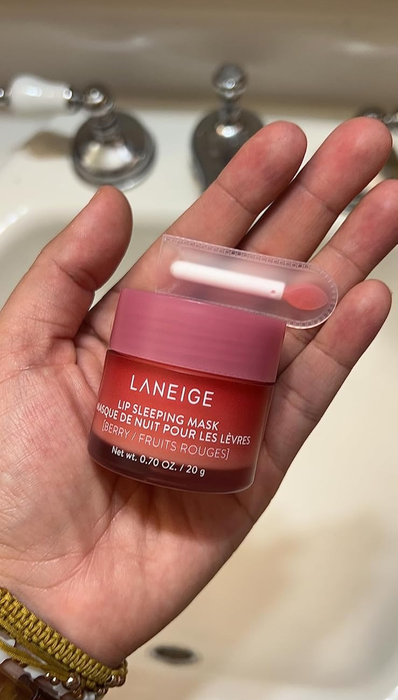 LANEIGE
LIP SLEEPING MASK
MASQUE DE NUIT POUR LES LÈVRES
[BERRY / FRUITS ROUGES]
Net wt. 0.70 OZ. / 20 g